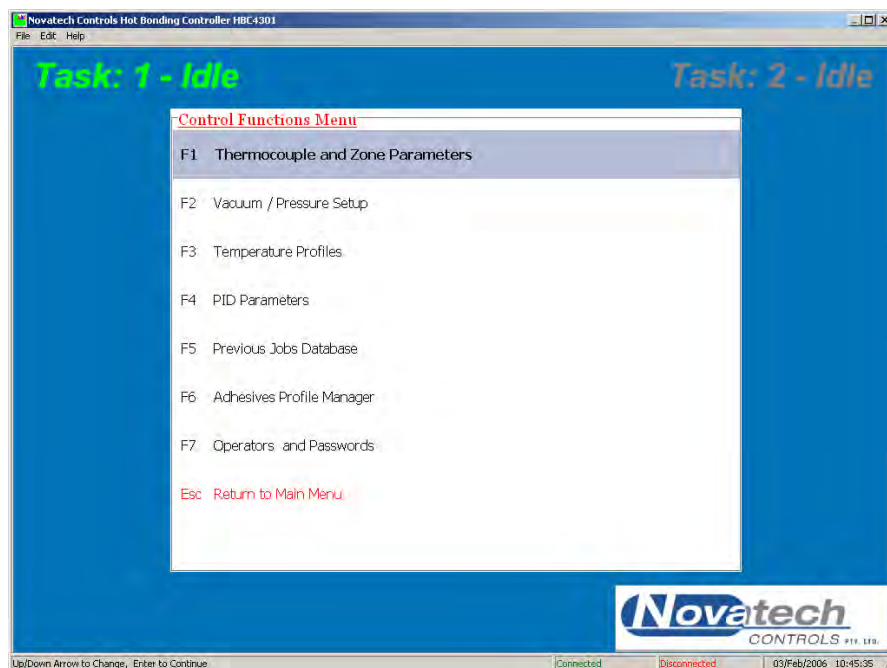 Novatech Controls Hot Bonding Controller HBC4301
File Edit Help
Task: 1 - Idle
Task: 2 - Idle
Control Functions Menu
F1 Thermocouple and Zone Parameters
F2 Vacuum / Pressure Setup
F3 Temperature Profiles
F4 PID Parameters
F5 Previous Jobs Database
F6 Adhesives Profile Manager
F7 Operators and Passwords
Esc Return to Main Menu
Novatech
CONTROLS PTY. LTD.
Up/Down Arrow to Change, Enter to Continue
Connected
Disconnected
03/Feb/2006 10:45:35